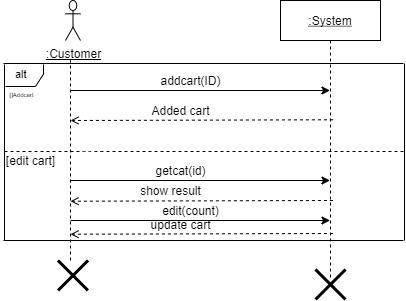 :Customer
:System
alt
[]Addcart
addcart(ID)
Added cart
[edit cart]
getcat(id)
show result
edit(count)
update cart